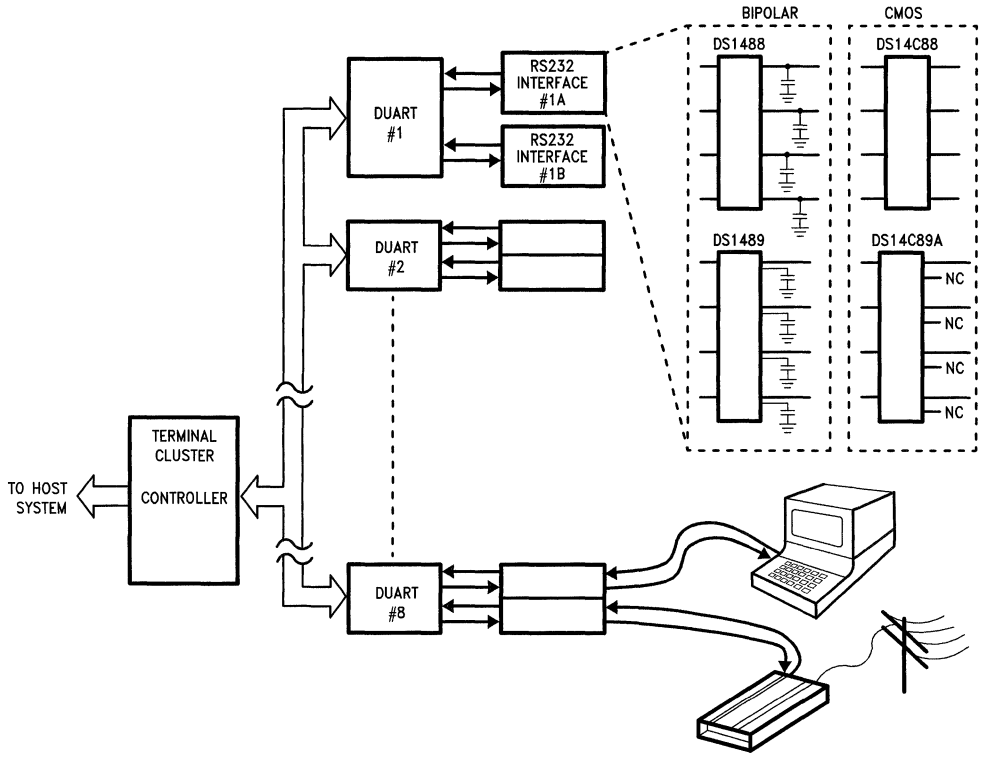 BIPOLAR
CMOS
DS1488
DS14C88
RS232
INTERFACE
#1A
DUART
#1
RS232
INTERFACE
#1B
DUART
#2
DS1489
DS14C89A
NC
NC
NC
NC
TERMINAL
CLUSTER
CONTROLLER
TO HOST
SYSTEM
DUART
#8